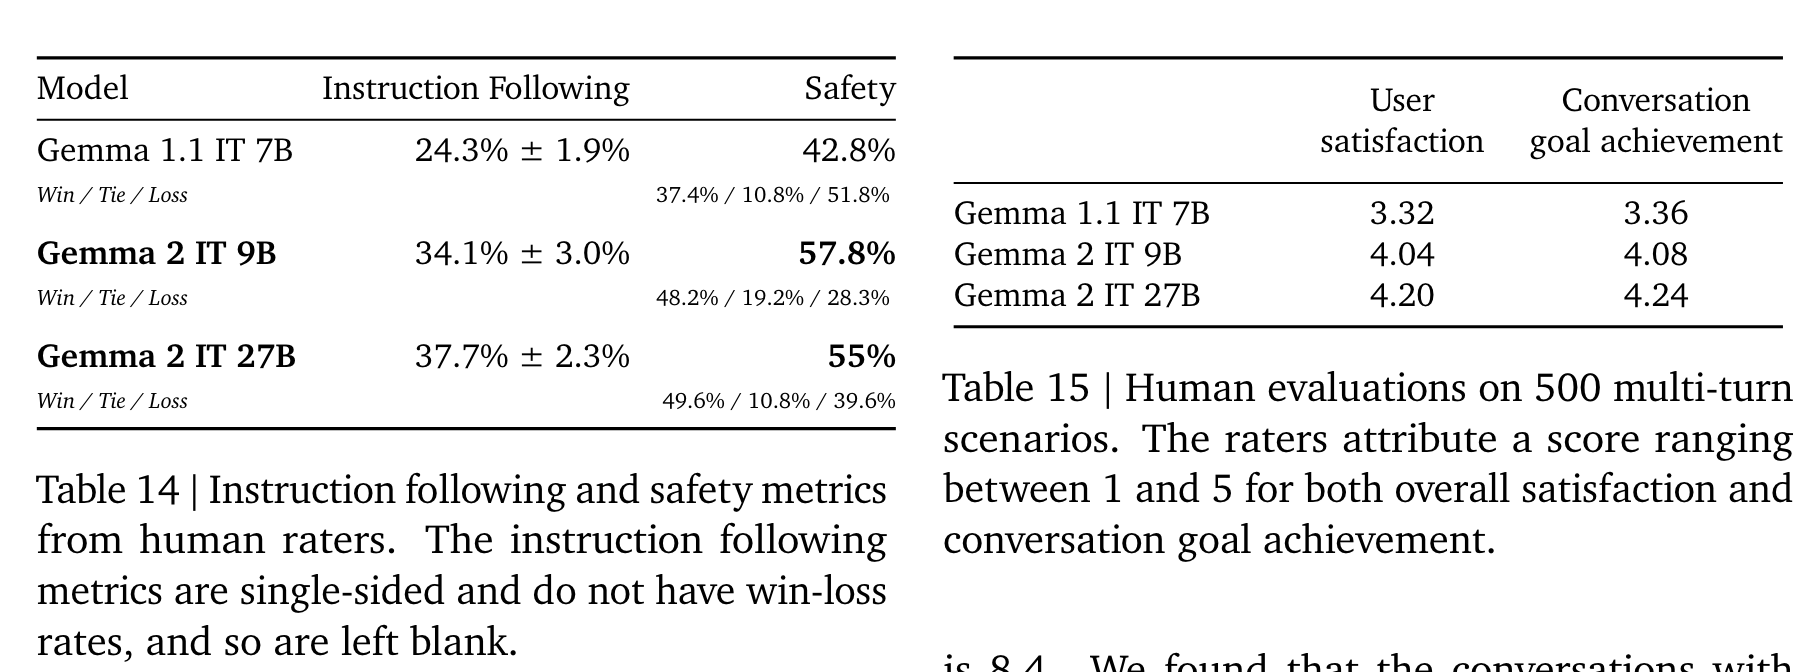 Model Instruction Following Safety
Gemma 1.1 IT 7B 24.3% ± 1.9% 42.8%
Win / Tie / Loss 37.4% / 10.8% / 51.8%
Gemma 2 IT 9B 34.1% ± 3.0% 57.8%
Win / Tie / Loss 48.2% / 19.2% / 28.3%
Gemma 2 IT 27B 37.7% ± 2.3% 55%
Win / Tie / Loss 49.6% / 10.8% / 39.6%
Table 14 | Instruction following and safety metrics
from human raters. The instruction following
metrics are single-sided and do not have win-loss
rates, and so are left blank.
User Conversation
satisfaction goal achievement
Gemma 1.1 IT 7B 3.32 3.36
Gemma 2 IT 9B 4.04 4.08
Gemma 2 IT 27B 4.20 4.24
Table 15 | Human evaluations on 500 multi-turn
scenarios. The raters attribute a score ranging
between 1 and 5 for both overall satisfaction and
conversation goal achievement.
is 8.4. We found that the conversations with